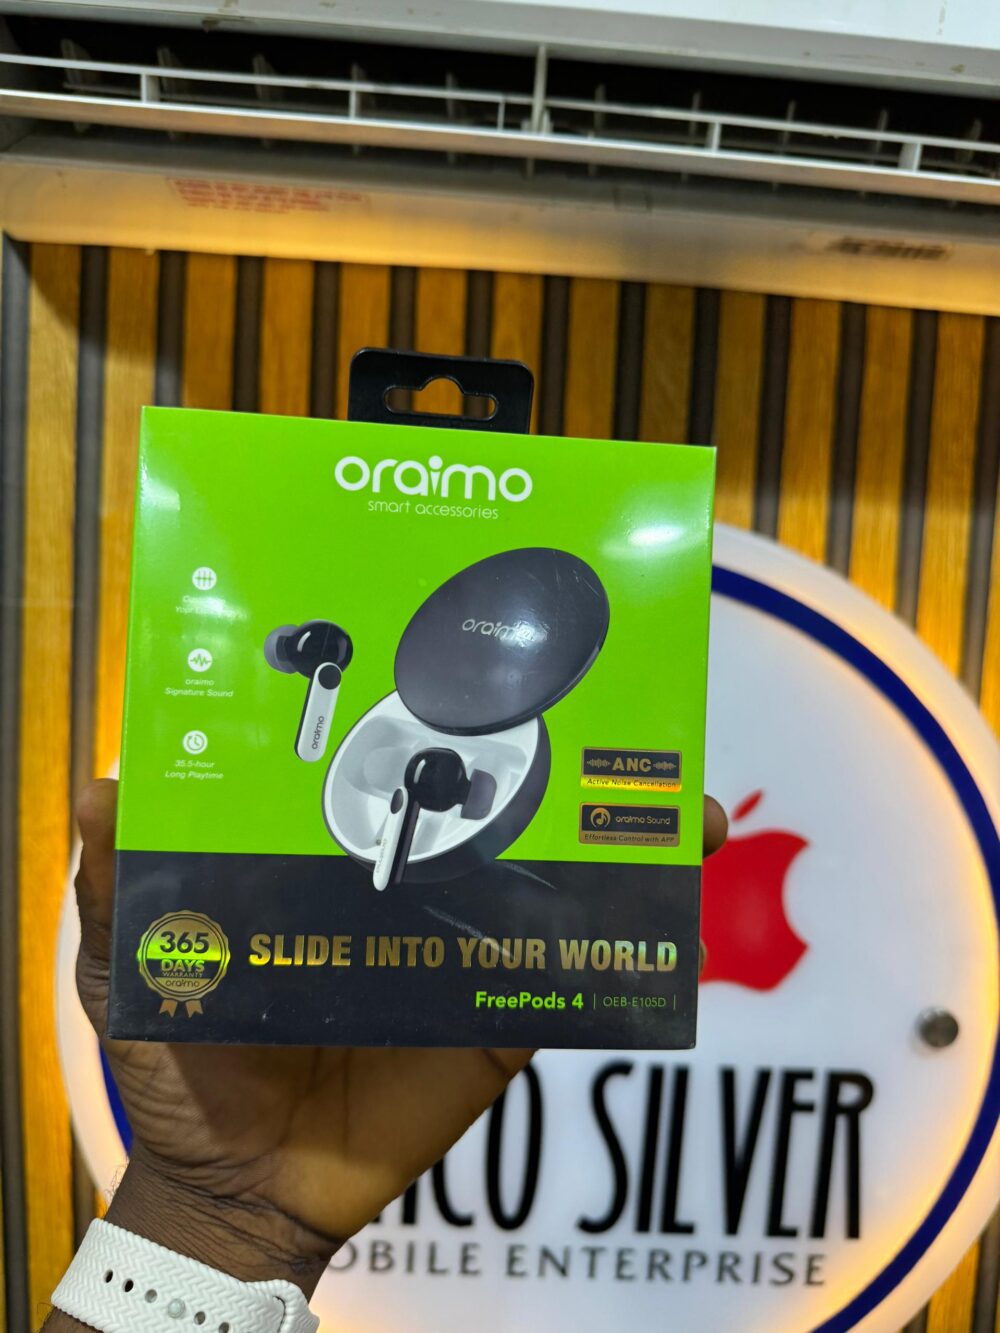 oraimo
smart accessories
oraimo
oraimo
Signature Sound
35.5-hour
Long Playtime
oraimo
ANC
Active Noise Cancellation
oraimo Sound
Effortless Control with APP
365
DAYS
WARRANTY
oraimo
SLIDE INTO YOUR WORLD
FreePods 4 | OEB-E105D |
CO SILVER
OBILE ENTERPRISE